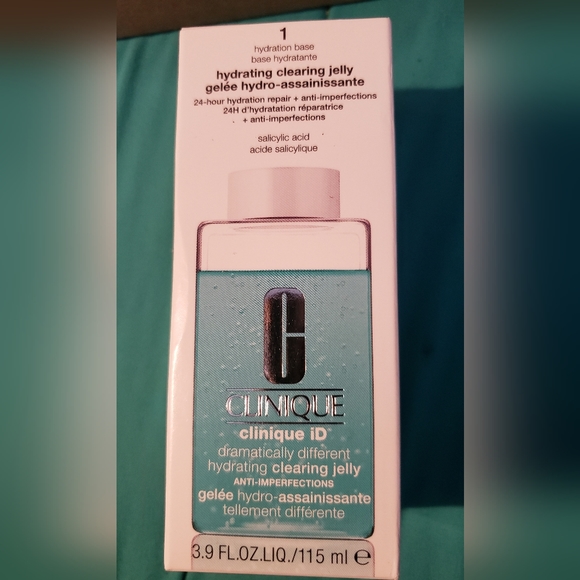 1
hydration base
base hydratante
hydrating clearing jelly
gelée hydro-assainissante
24-hour hydration repair + anti-imperfections
24H d'hydratation réparatrice
+ anti-imperfections
salicylic acid
acide salicylique
C
CLINIQUE
clinique iD™
dramatically different
hydrating clearing jelly
ANTI-IMPERFECTIONS
gelée hydro-assainissante
tellement différente
3.9 FL.OZ.LIQ./115 ml ℮